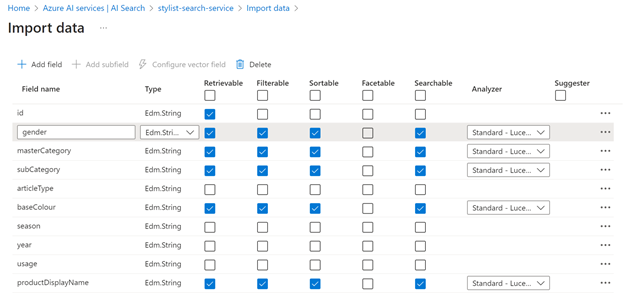 Home > Azure AI services | AI Search > stylist-search-service > Import data >
Import data ...
+ Add field + Add subfield Configure vector field Delete
Field name Type Retrievable Filterable Sortable Facetable Searchable Analyzer Suggester
id Edm.String ...
gender Edm.Stri... Standard - Luce... ...
masterCategory Edm.String Standard - Luce... ...
subCategory Edm.String Standard - Luce... ...
articleType Edm.String ...
baseColour Edm.String Standard - Luce... ...
season Edm.String ...
year Edm.String ...
usage Edm.String ...
productDisplayName Edm.String Standard - Luce... ...